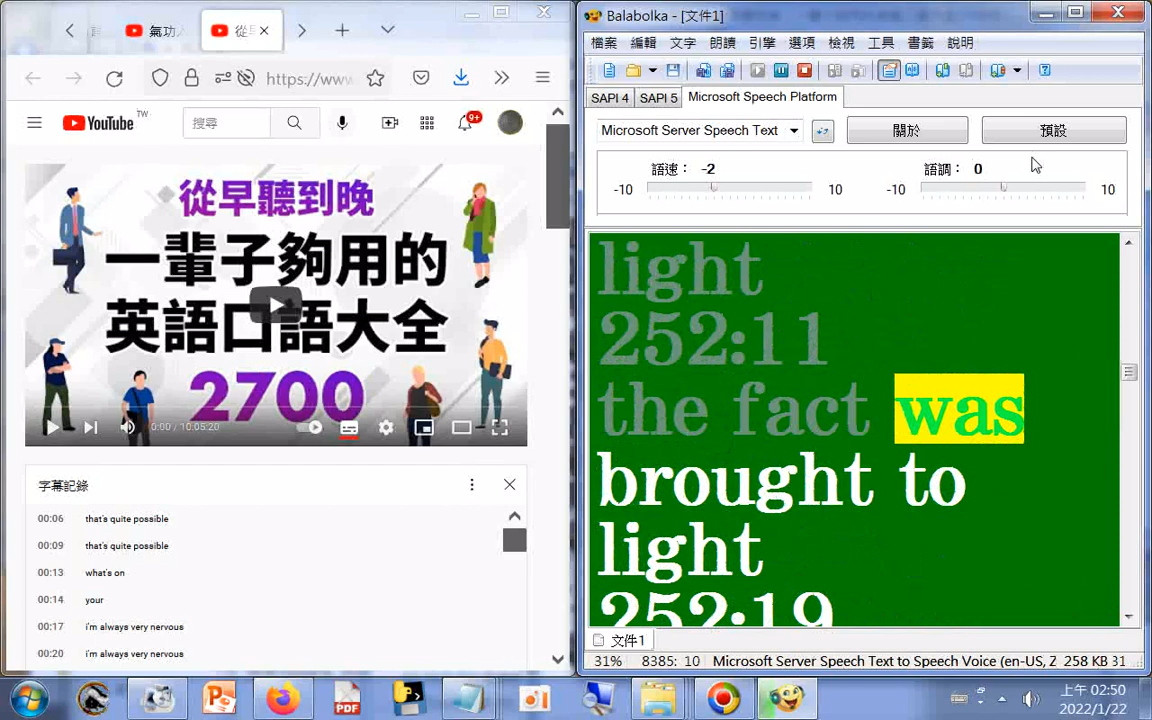 氣功
從
https://www
YouTube TW
搜尋
9+
從早聽到晚
一輩子夠用的
英語口語大全
2700
0:00 / 10:05:20
字幕記錄
00:06 that's quite possible
00:09 that's quite possible
00:13 what's on
00:14 your
00:17 i'm always very nervous
00:20 i'm always very nervous
Balabolka - [文件1]
檔案 編輯 文字 朗讀 引擎 選項 檢視 工具 書籤 說明
SAPI 4 SAPI 5 Microsoft Speech Platform
Microsoft Server Speech Text 關於 預設
語速： -2 語調： 0
-10 10 -10 10
light
252:11
the fact was
brought to
light
252:19
文件1
31% 8385: 10 Microsoft Server Speech Text to Speech Voice (en-US, Z 258 KB 31
PDF
上午 02:50
2022/1/22